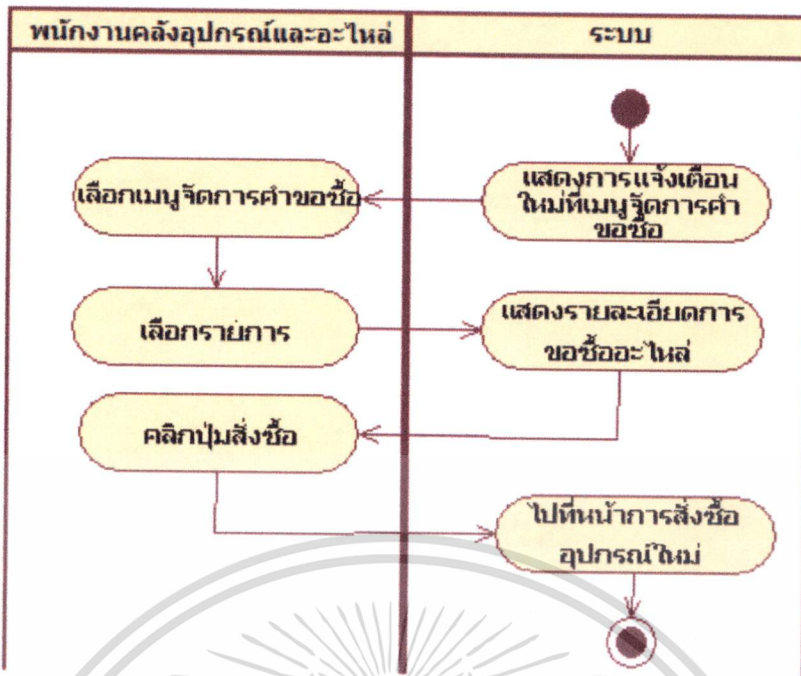 พนักงานคลังอุปกรณ์และอะไหล่
ระบบ
แสดงการแจ้งเตือน
ใหม่ที่เมนูจัดการคำ
ขอซื้อ
เลือกเมนูจัดการคำขอซื้อ
เลือกรายการ
แสดงรายละเอียดการ
ขอซื้ออะไหล่
คลิกปุ่มสั่งซื้อ
ไปที่หน้าการสั่งซื้อ
อุปกรณ์ใหม่